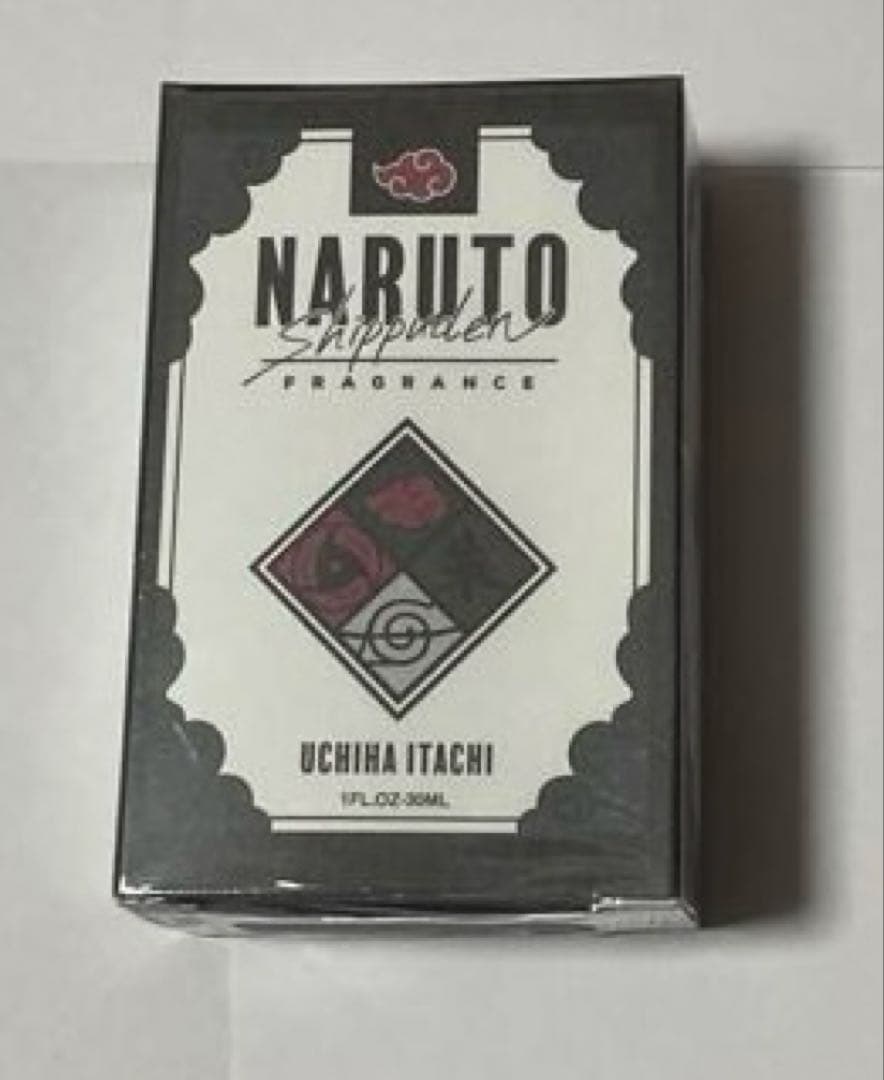 NARUTO
Shippuden
FRAGRANCE
UCHIHA ITACHI
1FL.OZ-30ML